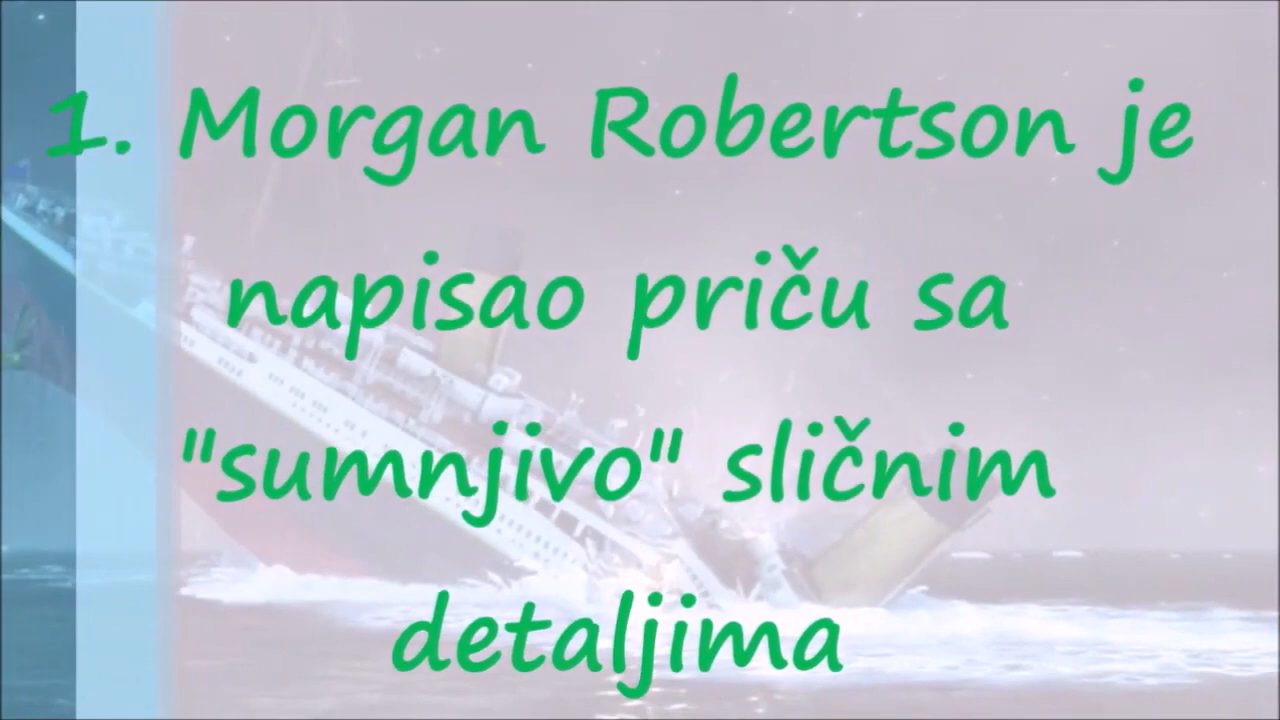 1. Morgan Robertson je
napisao priču sa
"sumnjivo" sličnim
detaljima